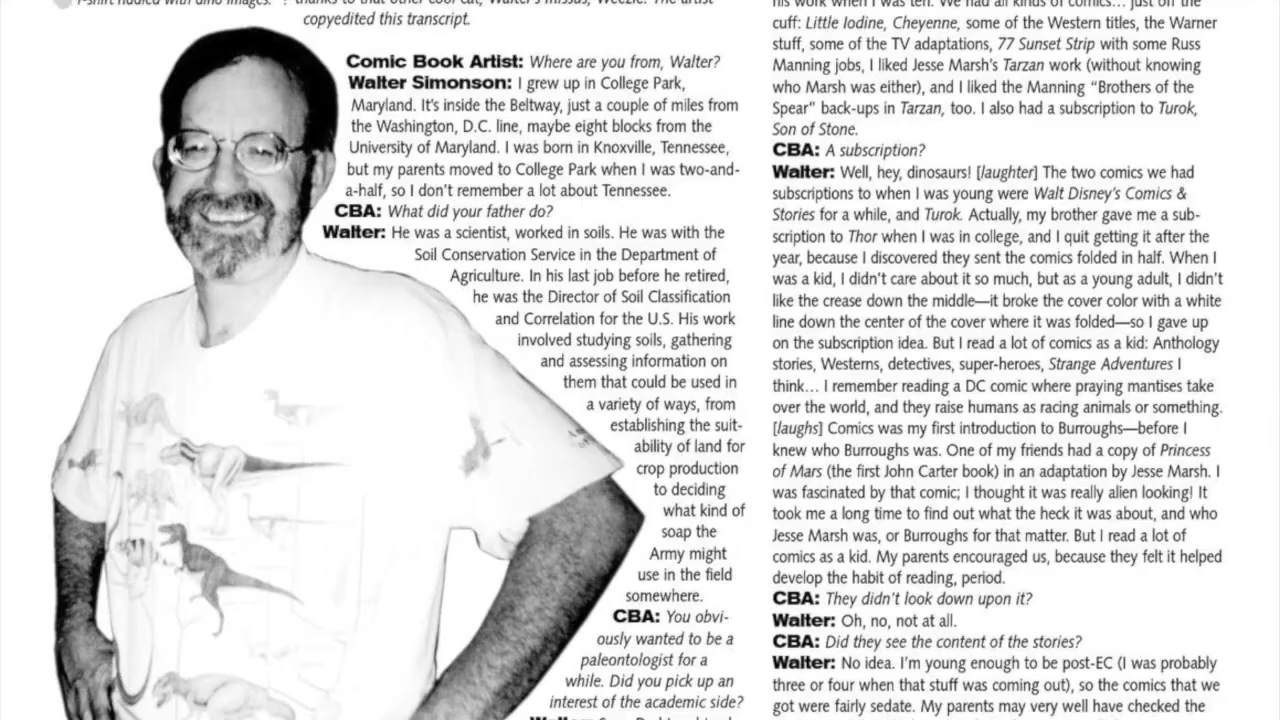 T-shirt riddled with dino images. thanks to that other cool cat, Walter's missus, Weezie. The artist
copyedited this transcript.
Comic Book Artist: Where are you from, Walter?
Walter Simonson: I grew up in College Park,
Maryland. It's inside the Beltway, just a couple of miles from
the Washington, D.C. line, maybe eight blocks from the
University of Maryland. I was born in Knoxville, Tennessee,
but my parents moved to College Park when I was two-and-
a-half, so I don't remember a lot about Tennessee.
CBA: What did your father do?
Walter: He was a scientist, worked in soils. He was with the
Soil Conservation Service in the Department of
Agriculture. In his last job before he retired,
he was the Director of Soil Classification
and Correlation for the U.S. His work
involved studying soils, gathering
and assessing information on
them that could be used in
a variety of ways, from
establishing the suit-
ability of land for
crop production
to deciding
what kind of
soap the
Army might
use in the field
somewhere.
CBA: You obvi-
ously wanted to be a
paleontologist for a
while. Did you pick up an
interest of the academic side?
his work when I was ten. We had all kinds of comics... just off the
cuff: Little Iodine, Cheyenne, some of the Western titles, the Warner
stuff, some of the TV adaptations, 77 Sunset Strip with some Russ
Manning jobs, I liked Jesse Marsh's Tarzan work (without knowing
who Marsh was either), and I liked the Manning "Brothers of the
Spear" back-ups in Tarzan, too. I also had a subscription to Turok,
Son of Stone.
CBA: A subscription?
Walter: Well, hey, dinosaurs! [laughter] The two comics we had
subscriptions to when I was young were Walt Disney's Comics &
Stories for a while, and Turok. Actually, my brother gave me a sub-
scription to Thor when I was in college, and I quit getting it after the
year, because I discovered they sent the comics folded in half. When I
was a kid, I didn't care about it so much, but as a young adult, I didn't
like the crease down the middle—it broke the cover color with a white
line down the center of the cover where it was folded—so I gave up
on the subscription idea. But I read a lot of comics as a kid: Anthology
stories, Westerns, detectives, super-heroes, Strange Adventures I
think... I remember reading a DC comic where praying mantises take
over the world, and they raise humans as racing animals or something.
[laughs] Comics was my first introduction to Burroughs—before I
knew who Burroughs was. One of my friends had a copy of Princess
of Mars (the first John Carter book) in an adaptation by Jesse Marsh. I
was fascinated by that comic; I thought it was really alien looking! It
took me a long time to find out what the heck it was about, and who
Jesse Marsh was, or Burroughs for that matter. But I read a lot of
comics as a kid. My parents encouraged us, because they felt it helped
develop the habit of reading, period.
CBA: They didn't look down upon it?
Walter: Oh, no, not at all.
CBA: Did they see the content of the stories?
Walter: No idea. I'm young enough to be post-EC (I was probably
three or four when that stuff was coming out), so the comics that we
got were fairly sedate. My parents may very well have checked the